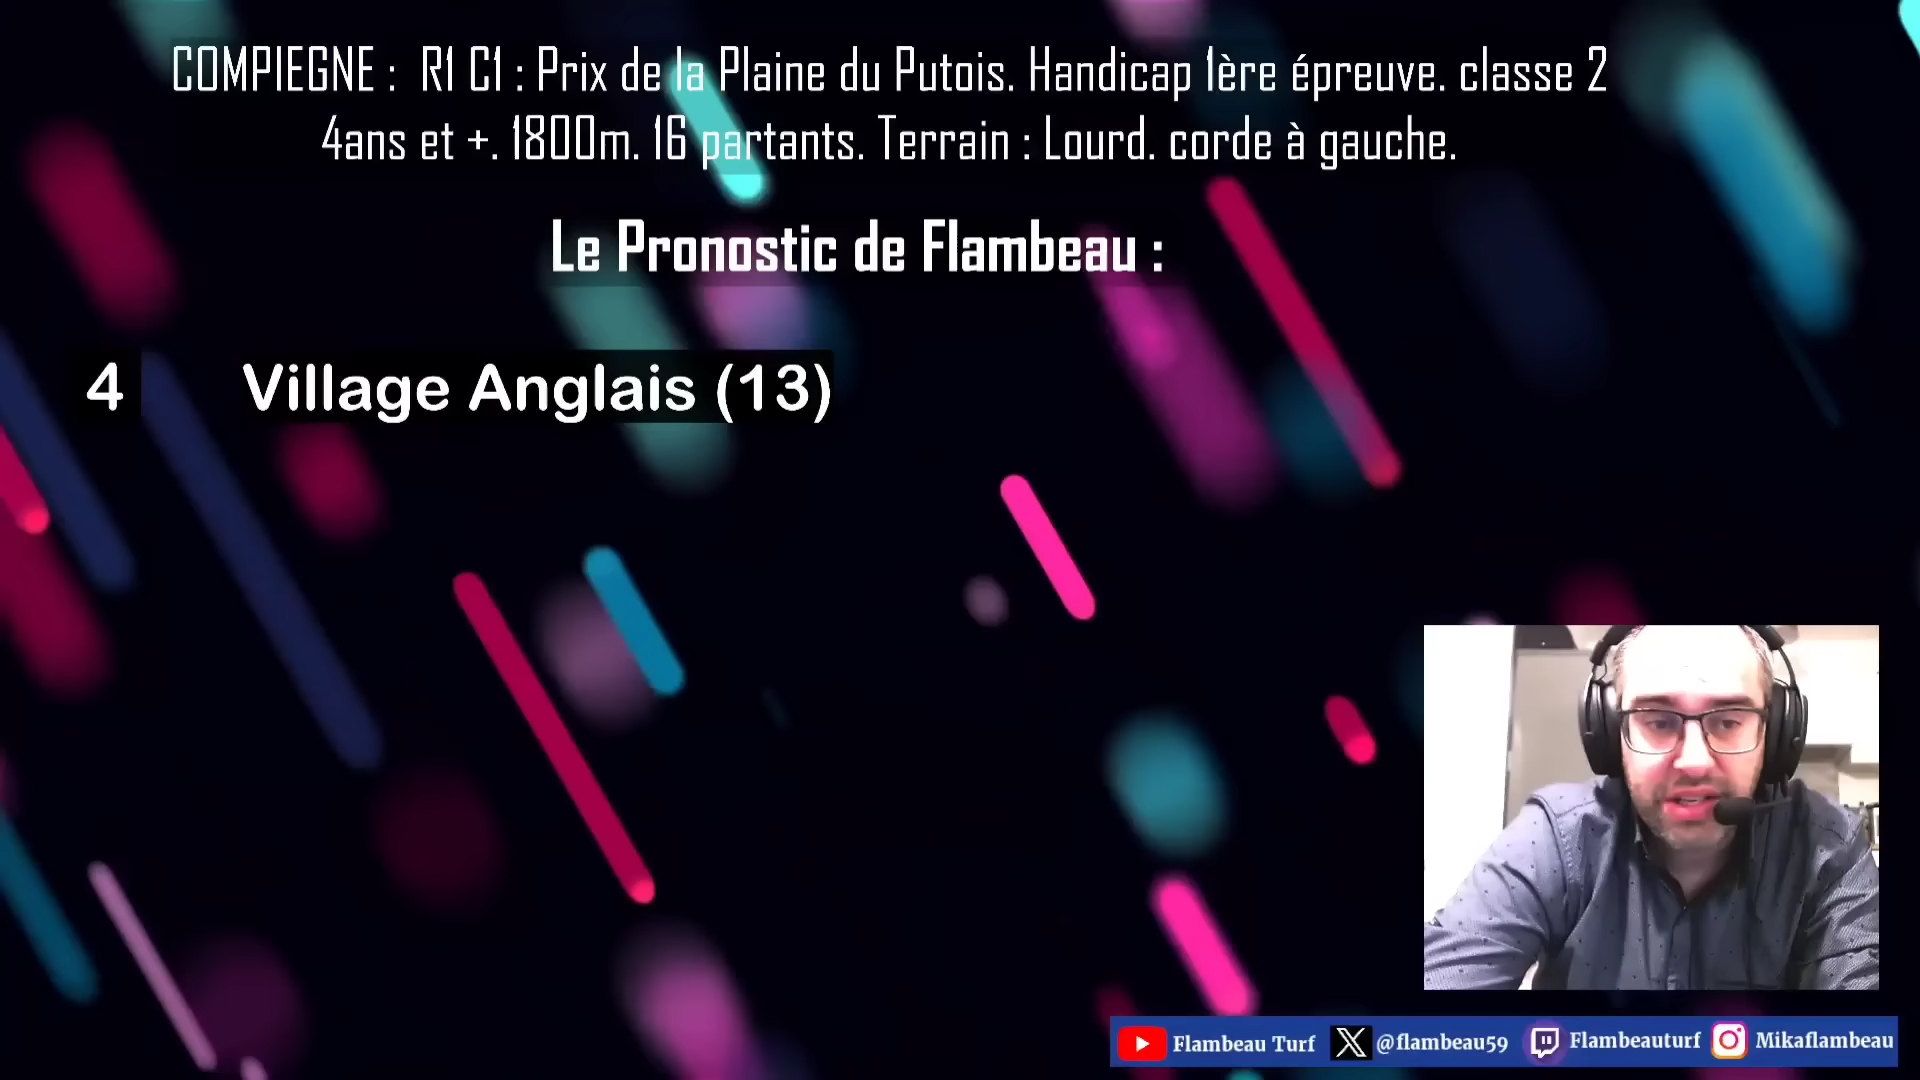 COMPIEGNE : R1 C1 : Prix de la Plaine du Putois. Handicap 1ère épreuve. classe 2
4ans et +. 1800m. 16 partants. Terrain : Lourd. corde à gauche.
Le Pronostic de Flambeau :
4 Village Anglais (13)
Flambeau Turf @flambeau59 Flambeauturf Mikaflambeau